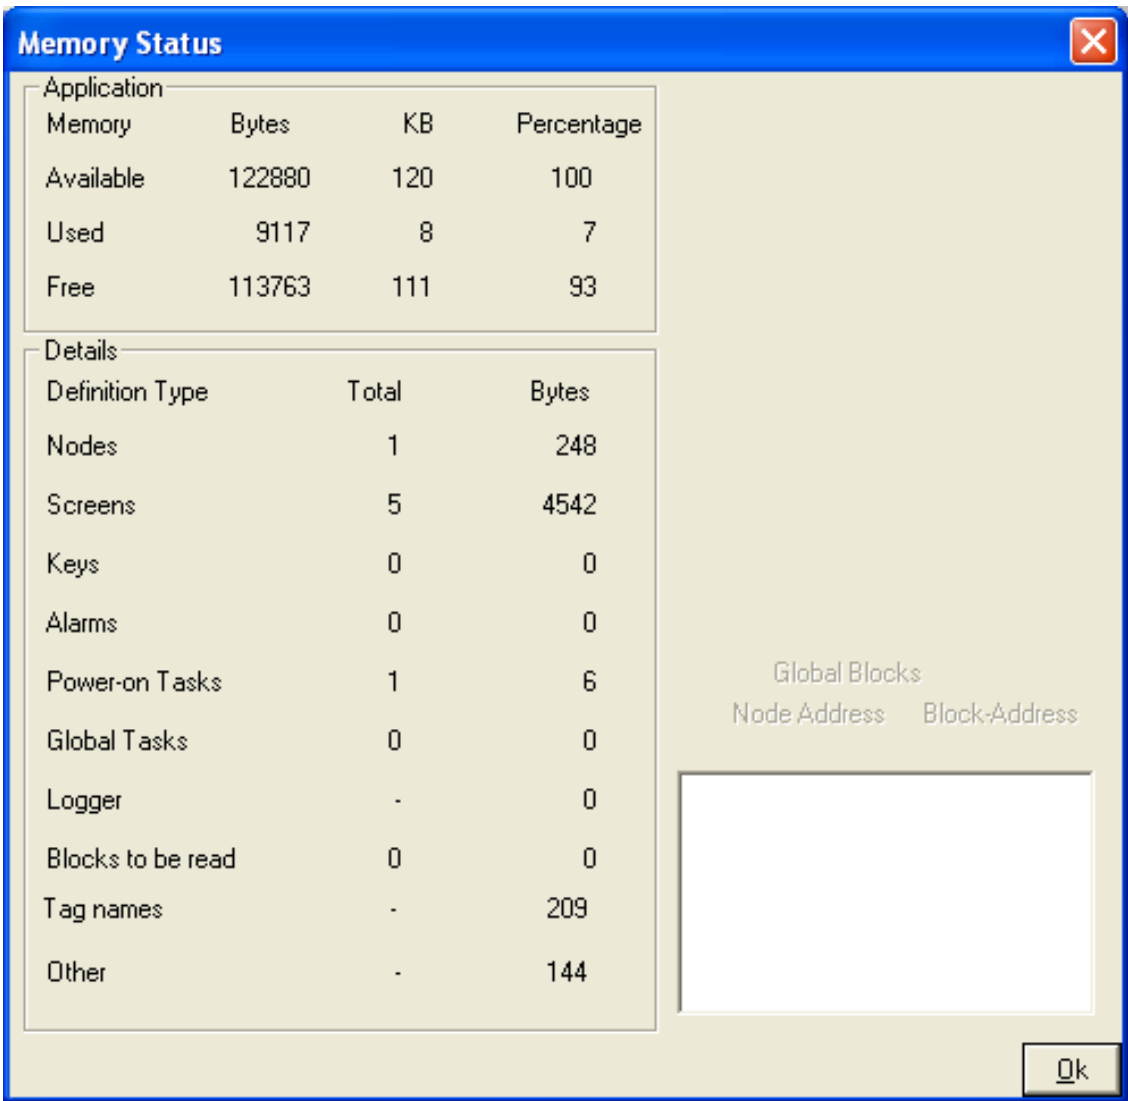 Memory Status
Application
Memory Bytes KB Percentage
Available 122880 120 100
Used 9117 8 7
Free 113763 111 93
Details
Definition Type Total Bytes
Nodes 1 248
Screens 5 4542
Keys 0 0
Alarms 0 0
Power-on Tasks 1 6
Global Tasks 0 0
Logger - 0
Blocks to be read 0 0
Tag names - 209
Other - 144
Global Blocks
Node Address Block-Address
Ok